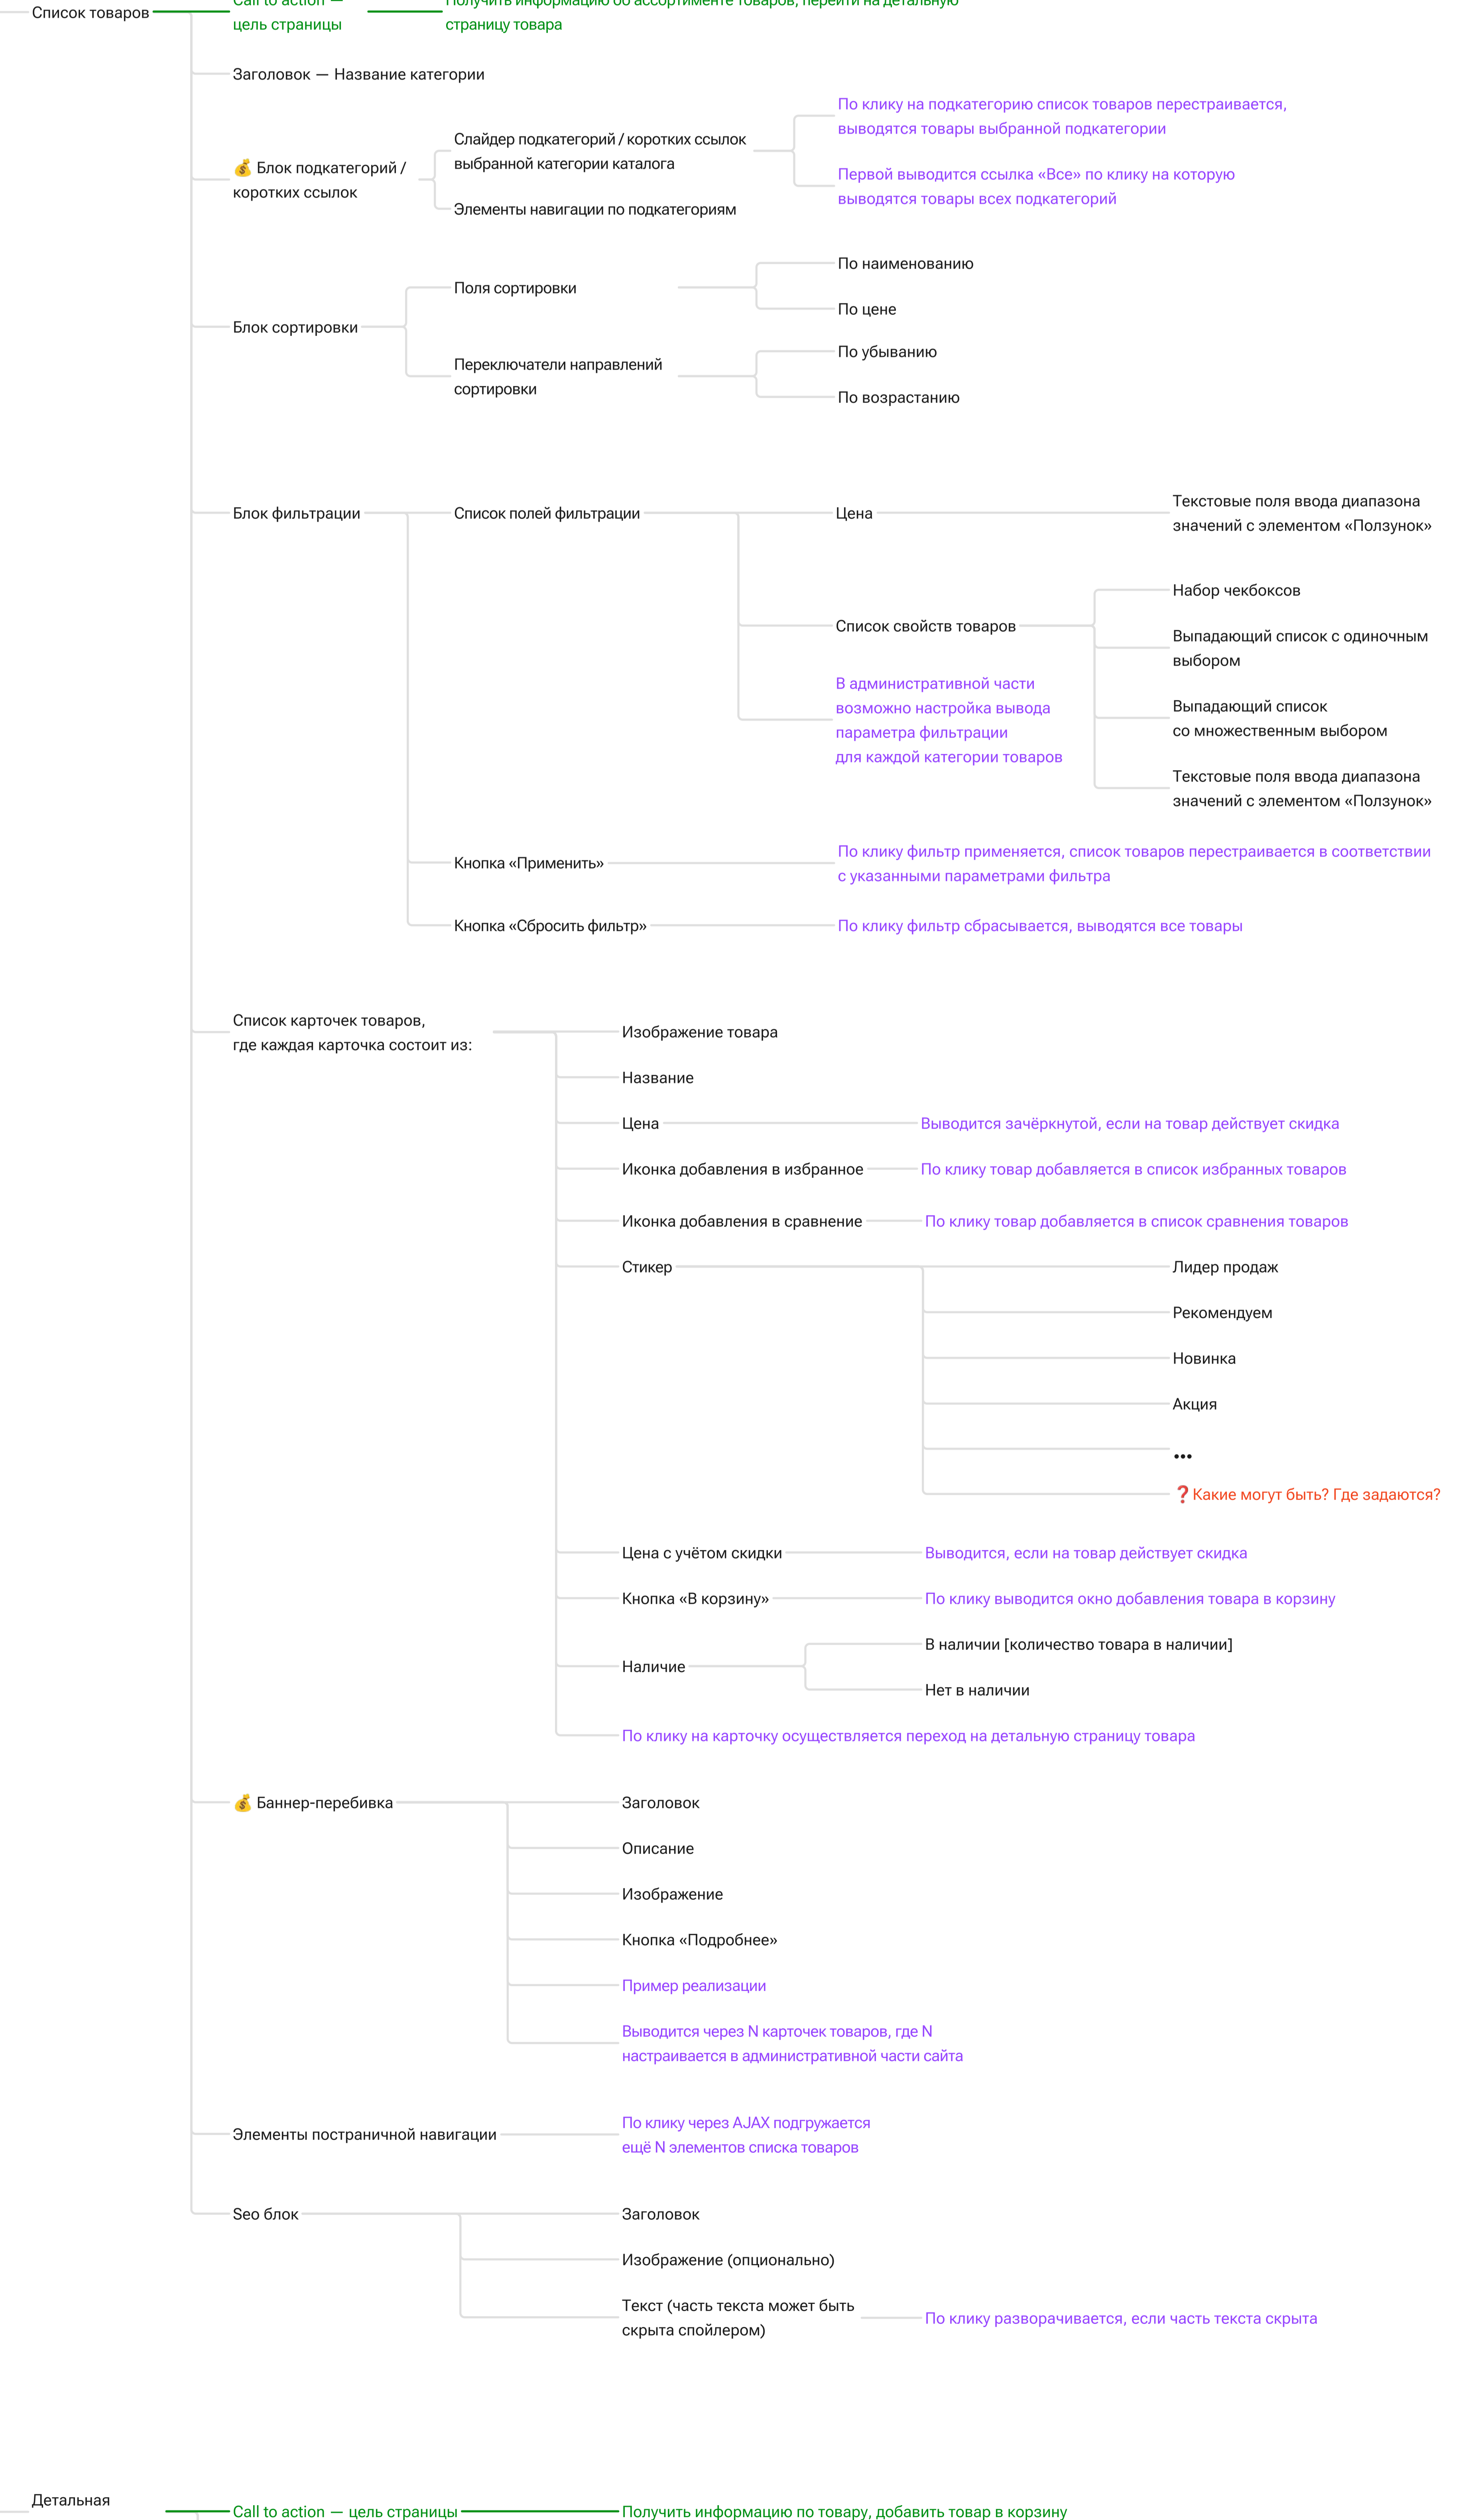 Список товаров
Call to action —
цель страницы
Получить информацию об ассортименте товаров, перейти на детальную
страницу товара
Заголовок — Название категории
💰 Блок подкатегорий /
коротких ссылок
Слайдер подкатегорий / коротких ссылок
выбранной категории каталога
По клику на подкатегорию список товаров перестраивается,
выводятся товары выбранной подкатегории
Первой выводится ссылка «Все» по клику на которую
выводятся товары всех подкатегорий
Элементы навигации по подкатегориям
Блок сортировки
Поля сортировки
По наименованию
По цене
Переключатели направлений
сортировки
По убыванию
По возрастанию
Блок фильтрации
Список полей фильтрации
Цена
Текстовые поля ввода диапазона
значений с элементом «Ползунок»
Список свойств товаров
Набор чекбоксов
Выпадающий список с одиночным
выбором
Выпадающий список
со множественным выбором
Текстовые поля ввода диапазона
значений с элементом «Ползунок»
В административной части
возможно настройка вывода
параметра фильтрации
для каждой категории товаров
Кнопка «Применить»
По клику фильтр применяется, список товаров перестраивается в соответствии
с указанными параметрами фильтра
Кнопка «Сбросить фильтр»
По клику фильтр сбрасывается, выводятся все товары
Список карточек товаров,
где каждая карточка состоит из:
Изображение товара
Название
Цена
Выводится зачёркнутой, если на товар действует скидка
Иконка добавления в избранное
По клику товар добавляется в список избранных товаров
Иконка добавления в сравнение
По клику товар добавляется в список сравнения товаров
Стикер
Лидер продаж
Рекомендуем
Новинка
Акция
...
❓Какие могут быть? Где задаются?
Цена с учётом скидки
Выводится, если на товар действует скидка
Кнопка «В корзину»
По клику выводится окно добавления товара в корзину
Наличие
В наличии [количество товара в наличии]
Нет в наличии
По клику на карточку осуществляется переход на детальную страницу товара
💰 Баннер-перебивка
Заголовок
Описание
Изображение
Кнопка «Подробнее»
Пример реализации
Выводится через N карточек товаров, где N
настраивается в административной части сайта
Элементы постраничной навигации
По клику через AJAX подгружается
ещё N элементов списка товаров
Seo блок
Заголовок
Изображение (опционально)
Текст (часть текста может быть
скрыта спойлером)
По клику разворачивается, если часть текста скрыта
Детальная
Call to action — цель страницы
Получить информацию по товару, добавить товар в корзину